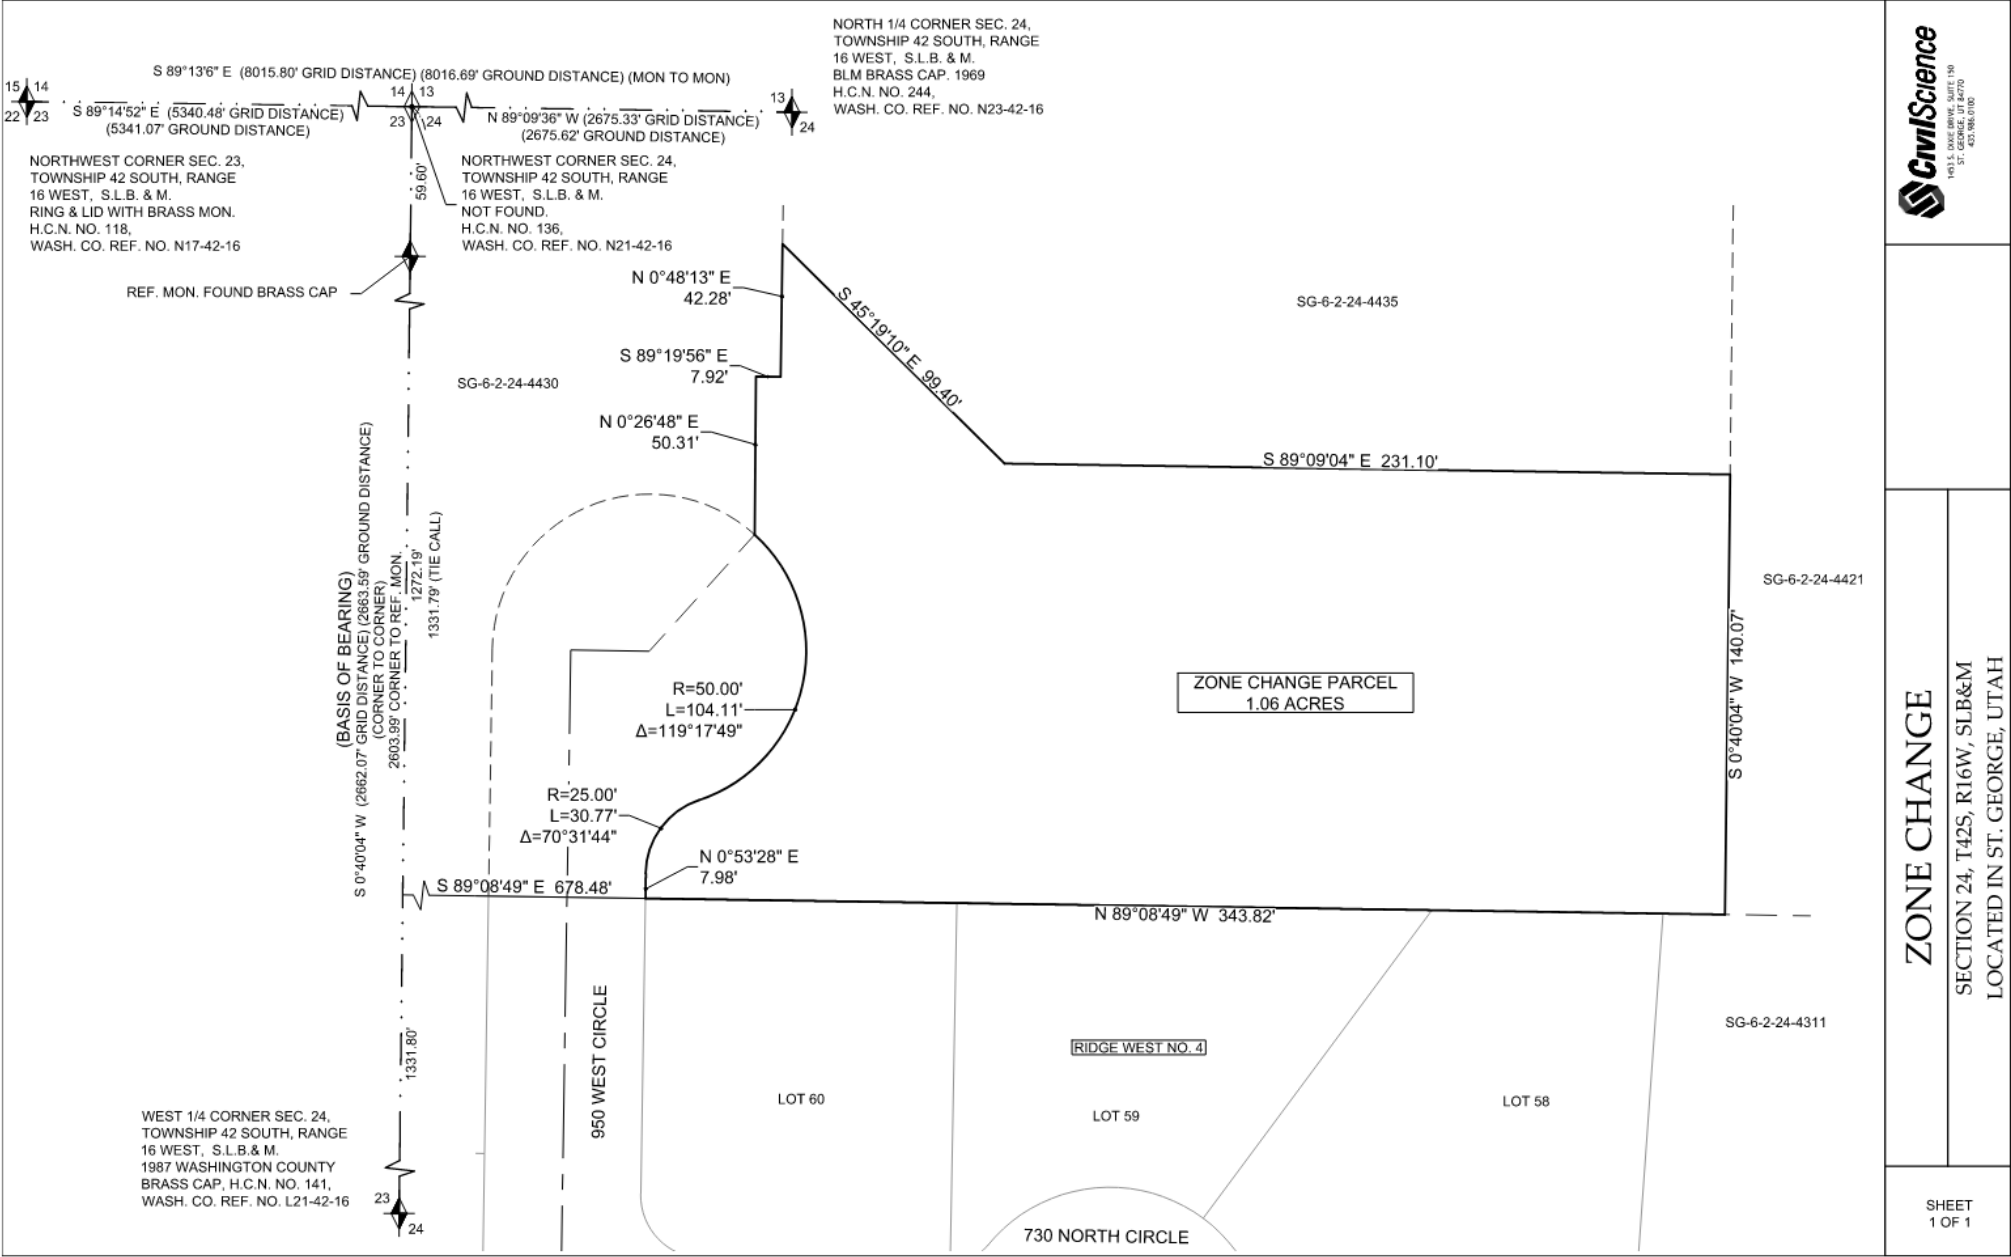 NORTH 1/4 CORNER SEC. 24,
TOWNSHIP 42 SOUTH, RANGE
16 WEST, S.L.B. & M.
BLM BRASS CAP. 1969
H.C.N. NO. 244,
WASH. CO. REF. NO. N23-42-16
S 89°13'6" E (8015.80' GRID DISTANCE) (8016.69' GROUND DISTANCE) (MON TO MON)
15 14
22 23
S 89°14'52" E (5340.48' GRID DISTANCE)
(5341.07' GROUND DISTANCE)
14 13
23 24
N 89°09'36" W (2675.33' GRID DISTANCE)
(2675.62' GROUND DISTANCE)
13
24
NORTHWEST CORNER SEC. 23,
TOWNSHIP 42 SOUTH, RANGE
16 WEST, S.L.B. & M.
RING & LID WITH BRASS MON.
H.C.N. NO. 118,
WASH. CO. REF. NO. N17-42-16
59.60'
NORTHWEST CORNER SEC. 24,
TOWNSHIP 42 SOUTH, RANGE
16 WEST, S.L.B. & M.
NOT FOUND.
H.C.N. NO. 136,
WASH. CO. REF. NO. N21-42-16
REF. MON. FOUND BRASS CAP
N 0°48'13" E
42.28'
S 45°19'10" E 99.40'
SG-6-2-24-4435
S 89°19'56" E
7.92'
SG-6-2-24-4430
N 0°26'48" E
50.31'
S 89°09'04" E 231.10'
(BASIS OF BEARING)
S 0°40'04" W (2662.07' GRID DISTANCE) (2663.59' GROUND DISTANCE)
(CORNER TO CORNER)
2603.99' CORNER TO REF. MON.
1272.19'
1331.79' (TIE CALL)
SG-6-2-24-4421
S 0°40'04" W 140.07'
R=50.00'
L=104.11'
Δ=119°17'49"
ZONE CHANGE PARCEL
1.06 ACRES
R=25.00'
L=30.77'
Δ=70°31'44"
N 0°53'28" E
7.98'
S 89°08'49" E 678.48'
N 89°08'49" W 343.82'
1331.80'
950 WEST CIRCLE
RIDGE WEST NO. 4
SG-6-2-24-4311
LOT 60
LOT 59
LOT 58
WEST 1/4 CORNER SEC. 24,
TOWNSHIP 42 SOUTH, RANGE
16 WEST, S.L.B.& M.
1987 WASHINGTON COUNTY
BRASS CAP, H.C.N. NO. 141,
WASH. CO. REF. NO. L21-42-16
23
24
730 NORTH CIRCLE
CIVILSCIENCE
1453 S. DIXIE DRIVE, SUITE 150
ST. GEORGE, UT 84770
435.986.0100
ZONE CHANGE
SECTION 24, T42S, R16W, SLB&M
LOCATED IN ST. GEORGE, UTAH
SHEET
1 OF 1